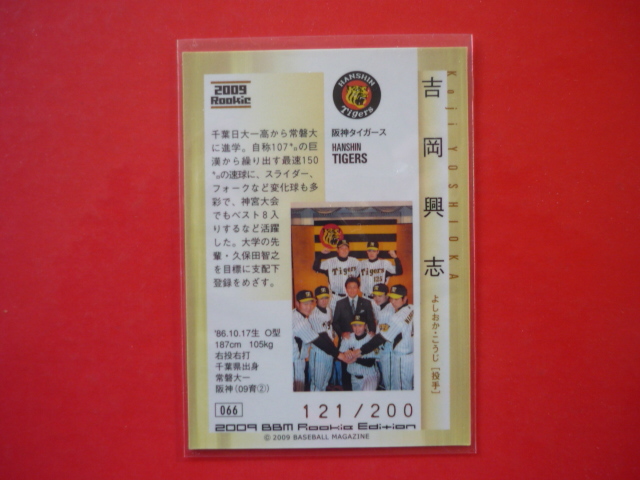 2009
Rookie
HANSHIN
Tigers
阪神タイガース
HANSHIN
TIGERS
Koji YOSHIOKA
吉岡興志
よしおか・こうじ［投手］
千葉日大一高から常磐大
に進学。自称107㌔の巨
漢から繰り出す最速150
㌔の速球に、スライダー、
フォークなど変化球も多
彩で、神宮大会
でもベスト８入
りするなど活躍
した。大学の先
輩・久保田智之
を目標に支配下
登録をめざす。
'86.10.17生 O型
187cm 105kg
右投右打
千葉県出身
常磐大－
阪神（09育②）
066
121/200
2009 BBM Rookie Edition
© 2009 BASEBALL MAGAZINE